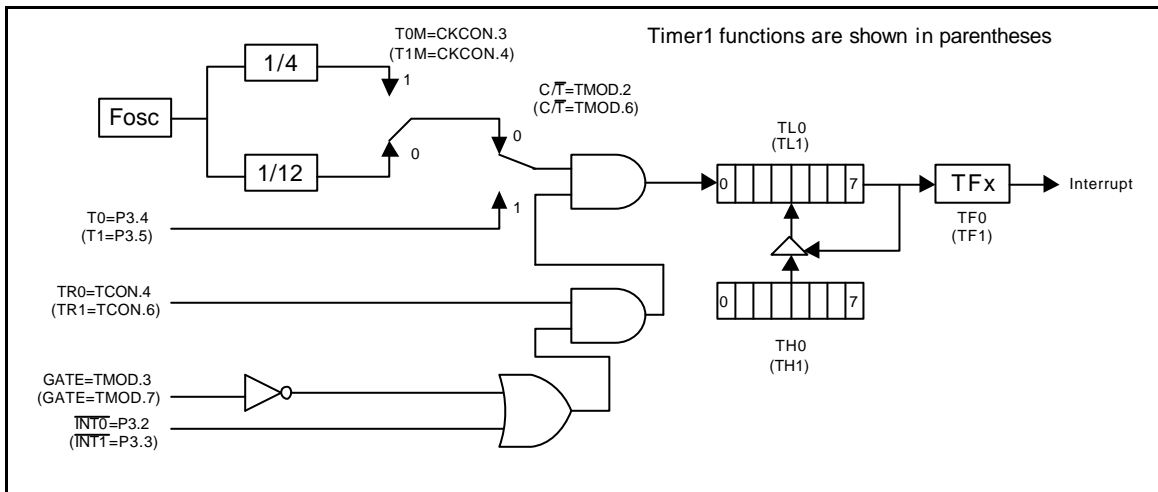 Timer1 functions are shown in parentheses
T0M=CKCON.3
(T1M=CKCON.4)
1/4
1
C/T̅=TMOD.2
(C/T̅=TMOD.6)
Fosc
0
TL0
(TL1)
1/12
0
0
7
TFx
Interrupt
TF0
(TF1)
T0=P3.4
(T1=P3.5)
1
TR0=TCON.4
(TR1=TCON.6)
0
7
TH0
(TH1)
GATE=TMOD.3
(GATE=TMOD.7)
I̅N̅T̅0̅=P3.2
(I̅N̅T̅1̅=P3.3)